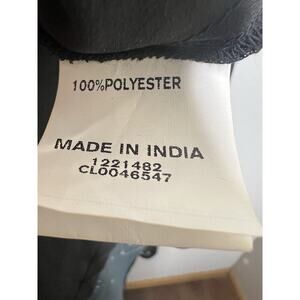 100%POLYESTER
MADE IN INDIA
1221482
CL0046547